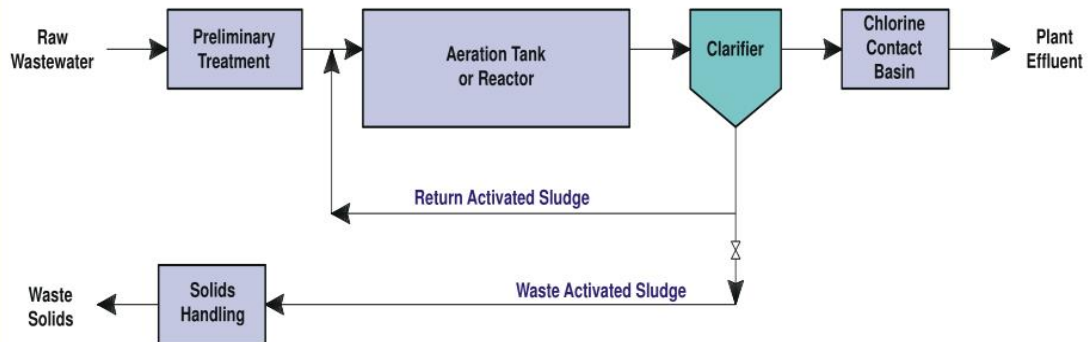 Raw
Wastewater
Preliminary
Treatment
Aeration Tank
or Reactor
Clarifier
Chlorine
Contact
Basin
Plant
Effluent
Return Activated Sludge
Waste
Solids
Solids
Handling
Waste Activated Sludge